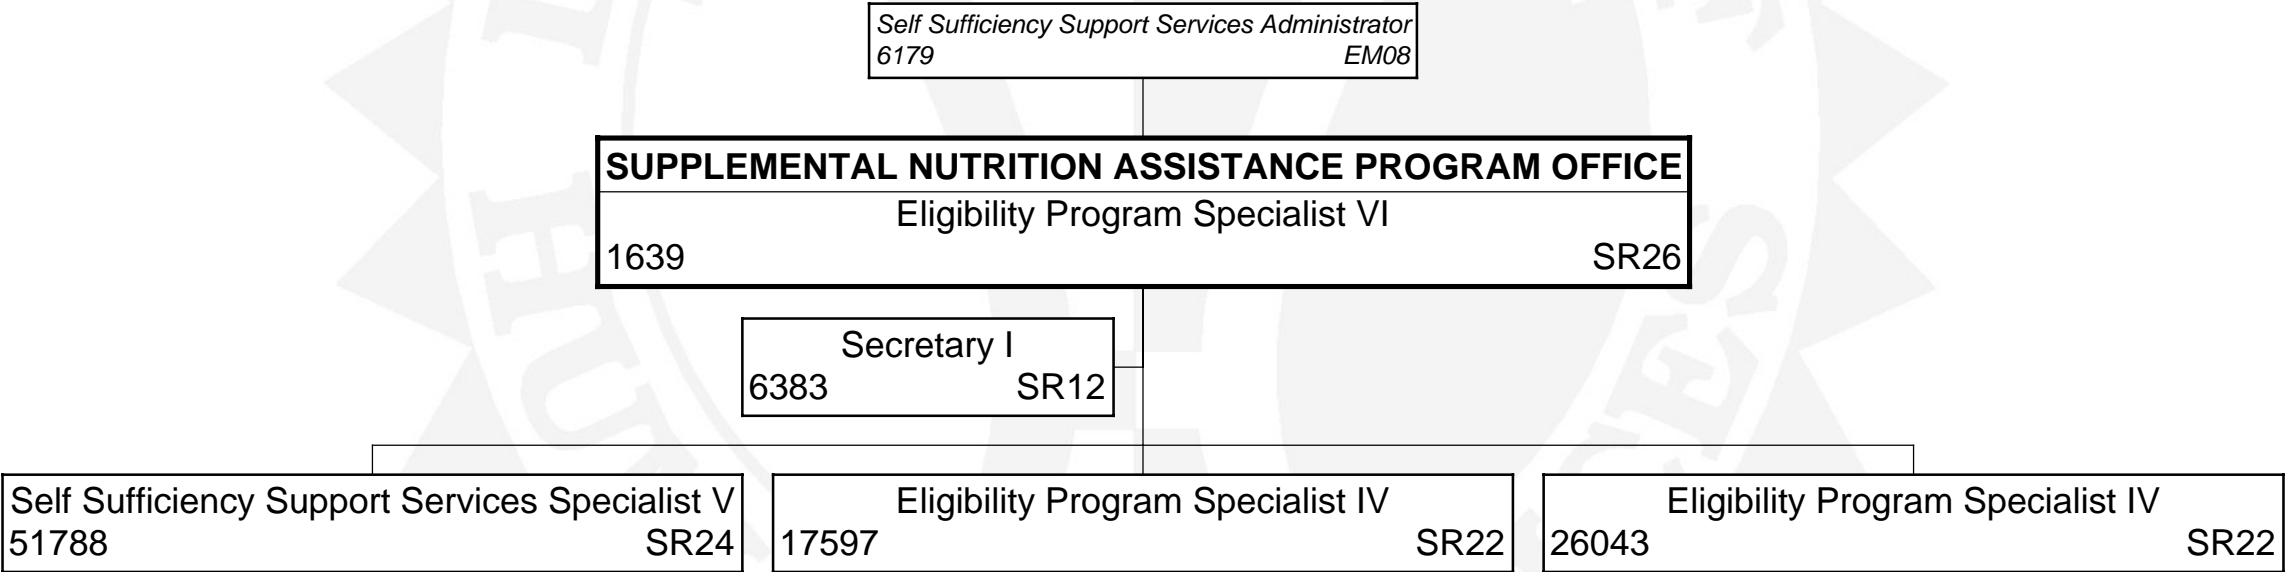 Self Sufficiency Support Services Administrator
6179 EM08
SUPPLEMENTAL NUTRITION ASSISTANCE PROGRAM OFFICE
Eligibility Program Specialist VI
1639 SR26
Secretary I
6383 SR12
Self Sufficiency Support Services Specialist V
51788 SR24
Eligibility Program Specialist IV
17597 SR22
Eligibility Program Specialist IV
26043 SR22